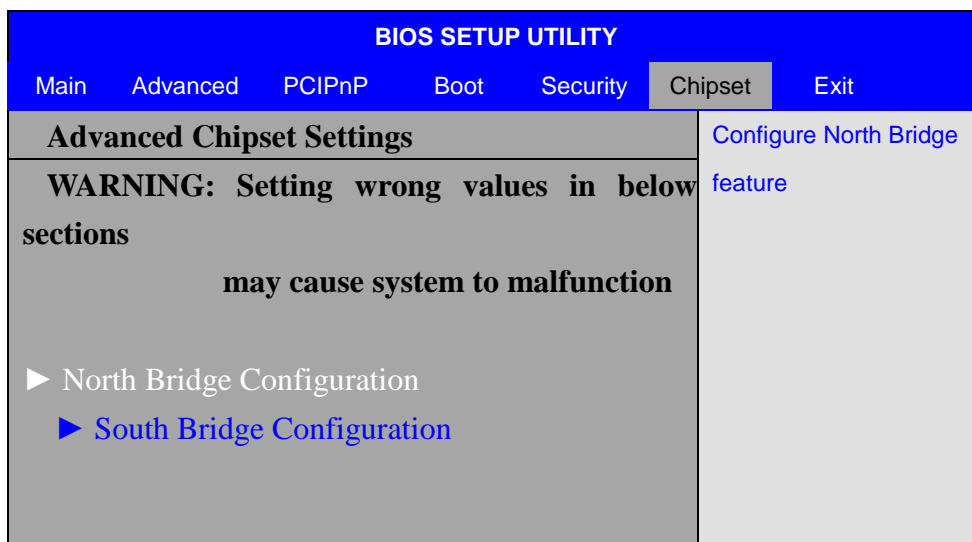 BIOS SETUP UTILITY
Main Advanced PCIPnP Boot Security Chipset Exit
Advanced Chipset Settings
WARNING: Setting wrong values in below
sections
may cause system to malfunction
► North Bridge Configuration
► South Bridge Configuration
Configure North Bridge
feature